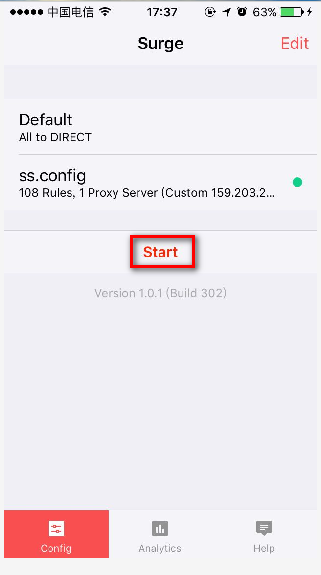 中国电信 17:37 63%
Surge Edit
Default
All to DIRECT
ss.config
108 Rules, 1 Proxy Server (Custom 159.203.2...
Start
Version 1.0.1 (Build 302)
Config Analytics Help